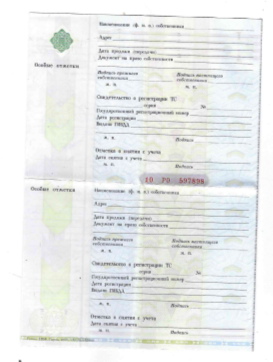 Наименование (ф. и. о.) собственника
Адрес
Дата продажи (передачи)
Документ на право собственности
Особые отметки
Подпись прежнего собственника
Подпись настоящего собственника
М. П.
М. П.
Свидетельство о регистрации ТС
серия №
Государственный регистрационный номер
Дата регистрации
Выдано ГИБДД
М. П.
Подпись
Отметка о снятии с учета
Дата снятия с учета
М. П.
Подпись
Особые отметки
Наименование (ф. и. о.) собственника
Адрес
Дата продажи (передачи)
Документ на право собственности
Подпись прежнего собственника
Подпись настоящего собственника
М. П.
М. П.
Свидетельство о регистрации ТС
серия №
Государственный регистрационный номер
Дата регистрации
Выдано ГИБДД
М. П.
Подпись
Отметка о снятии с учета
Дата снятия с учета
М. П.
Подпись